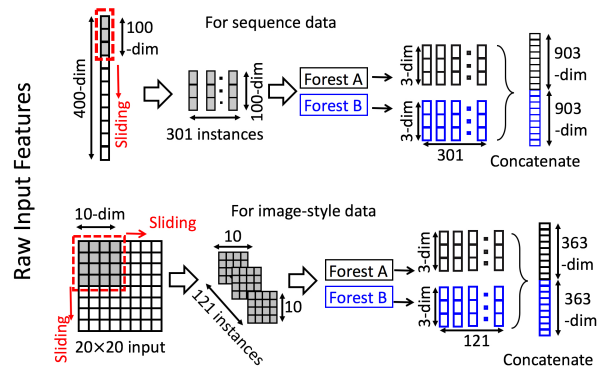 Raw Input Features
For sequence data
100
-dim
400-dim
Sliding
301 instances
100-dim
Forest A
Forest B
3-dim
3-dim
301
903
-dim
903
-dim
Concatenate
For image-style data
10-dim
Sliding
Sliding
20×20 input
10
10
121 instances
Forest A
Forest B
3-dim
3-dim
121
363
-dim
363
-dim
Concatenate